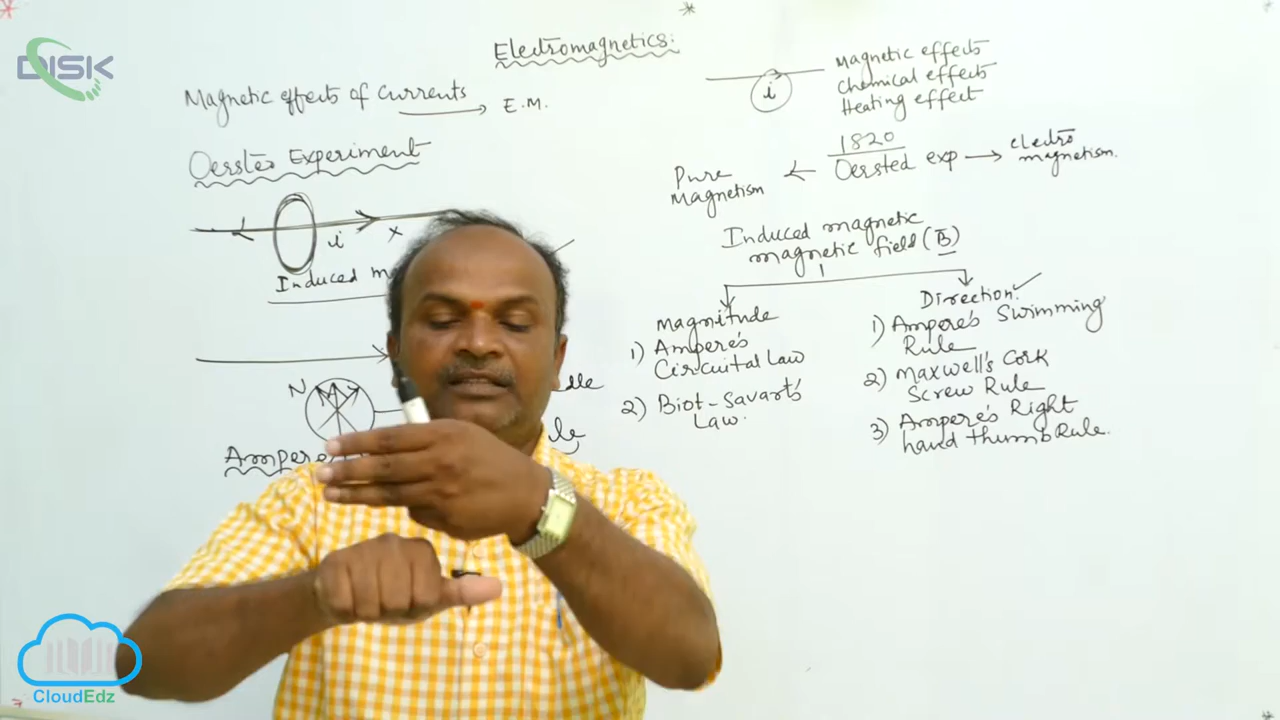 DISK
Electromagnetics:
Magnetic effects of Currents → E.M.
Oersted Experiment
i
x
Induced m
N
Ampere
i
Magnetic effects
Chemical effects
Heating effect
1820
Oersted exp → electro
magnetism.
Pure
Magnetism
Induced magnetic
magnetic field (B̅)
Magnitude
1) Ampere's
Circuital Law
2) Biot-Savart's
Law.
Direction:
1) Ampere's Swimming
Rule
2) Maxwell's Cork
Screw Rule
3) Ampere's Right
hand thumb Rule.
CloudEdz